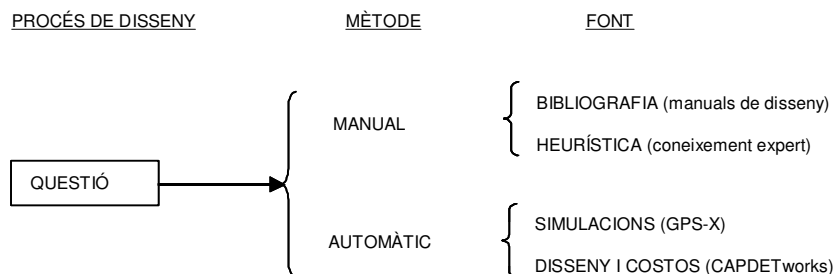 PROCÉS DE DISSENY MÈTODE FONT
BIBLIOGRAFIA (manuals de disseny)
MANUAL
HEURÍSTICA (coneixement expert)
QUESTIÓ
SIMULACIONS (GPS-X)
AUTOMÀTIC
DISSENY I COSTOS (CAPDETworks)